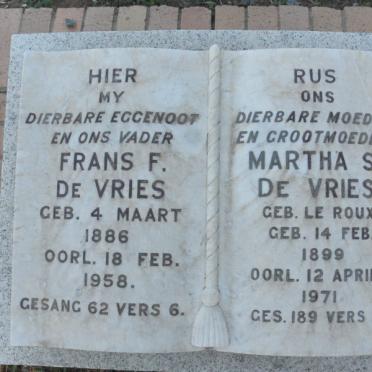 HIER
MY
DIERBARE EGGENOOT
EN ONS VADER
FRANS F.
DE VRIES
GEB. 4 MAART
1886
OORL. 18 FEB.
1958.
GESANG 62 VERS 6.
RUS
ONS
DIERBARE MOED
EN GROOTMOEDE
MARTHA S
DE VRIES
GEB. LE ROUX
GEB. 14 FEB.
1899
OORL. 12 APRIL
1971
GES. 189 VERS